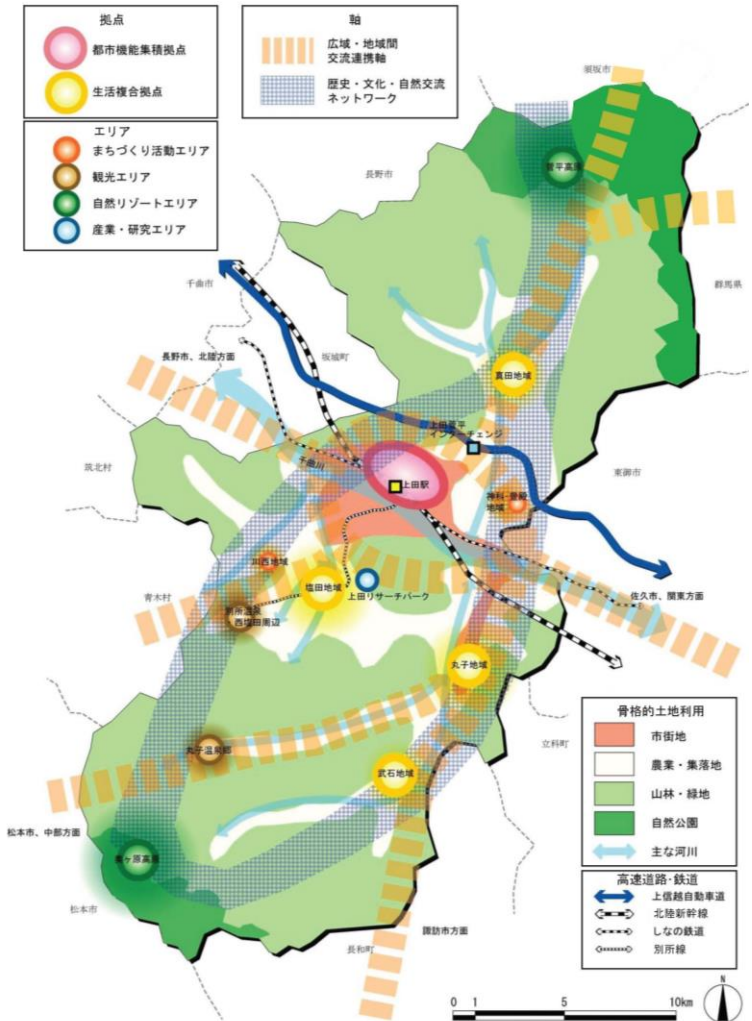 拠点
都市機能集積拠点
生活複合拠点
軸
広域・地域間
交流連携軸
歴史・文化・自然交流
ネットワーク
エリア
まちづくり活動エリア
観光エリア
自然リゾートエリア
産業・研究エリア
須坂市
長野市
菅平高原
千曲市
群馬県
坂城町
長野市、北陸方面
真田地域
上田菅平
インターチェンジ
筑北村
千曲川
上田駅
東御市
神科・豊殿
地域
川西地域
塩田地域
上田リサーチパーク
青木村
別所温泉
西塩田周辺
佐久市、関東方面
丸子地域
丸子温泉郷
武石地域
立科町
松本市、中部方面
美ヶ原高原
松本市
長和町
諏訪市方面
骨格的土地利用
市街地
農業・集落地
山林・緑地
自然公園
主な河川
高速道路・鉄道
上信越自動車道
北陸新幹線
しなの鉄道
別所線
0 1 5 10km
N